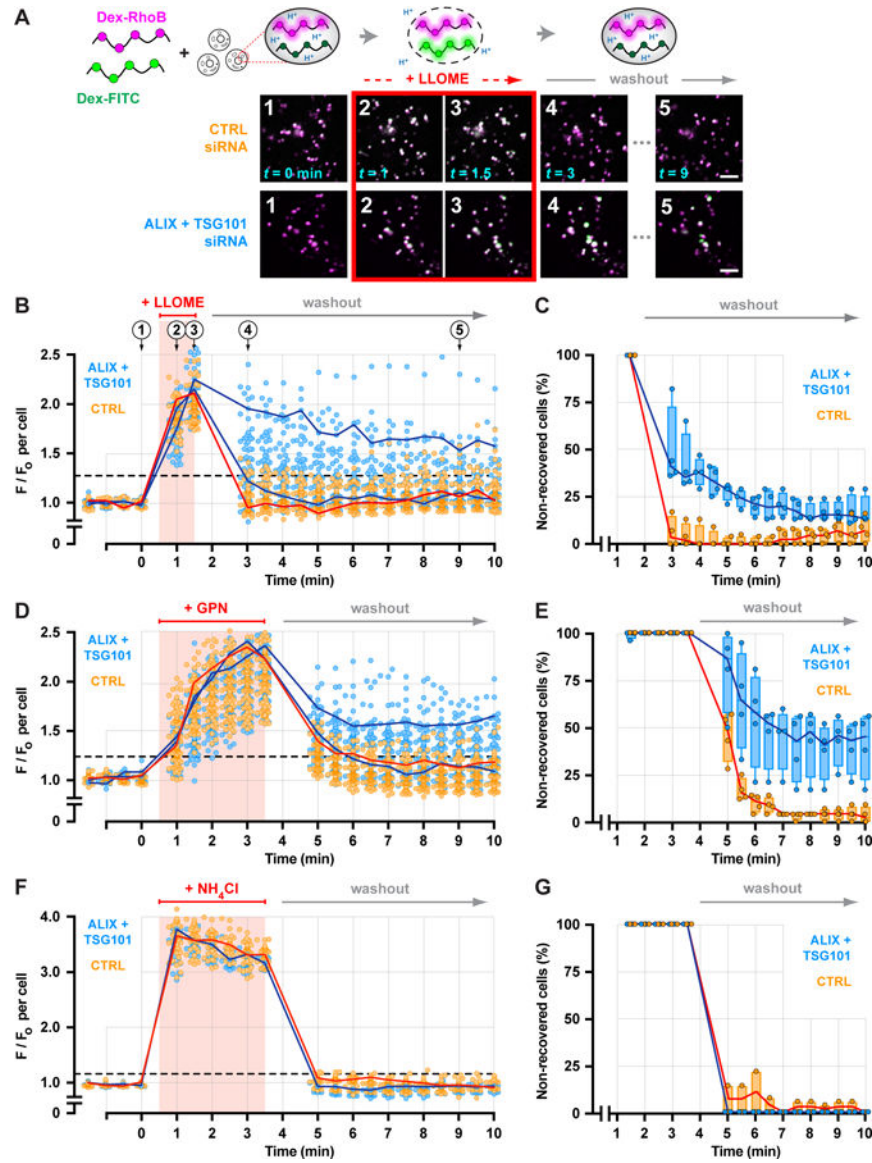 A
Dex-RhoB
Dex-FITC
+
H⁺
H⁺
H⁺
H⁺
H⁺
H⁺
H⁺
H⁺
+ LLOME
washout
CTRL
siRNA
1
2
3
4
5
t = 0 min
t = 1
t = 1.5
t = 3
t = 9
ALIX + TSG101
siRNA
1
2
3
4
5
B
+ LLOME
washout
1
2
3
4
5
ALIX +
TSG101
CTRL
F / Fo per cell
2.5
2.0
1.5
1.0
0
0 1 2 3 4 5 6 7 8 9 10
Time (min)
C
washout
ALIX +
TSG101
CTRL
Non-recovered cells (%)
100
75
50
25
0
1 2 3 4 5 6 7 8 9 10
Time (min)
D
+ GPN
washout
ALIX +
TSG101
CTRL
F / Fo per cell
2.5
2.0
1.5
1.0
0
0 1 2 3 4 5 6 7 8 9 10
Time (min)
E
washout
ALIX +
TSG101
CTRL
Non-recovered cells (%)
100
75
50
25
0
1 2 3 4 5 6 7 8 9 10
Time (min)
F
+ NH₄Cl
washout
ALIX +
TSG101
CTRL
F / Fo per cell
4.0
3.0
2.0
1.0
0
0 1 2 3 4 5 6 7 8 9 10
Time (min)
G
washout
ALIX +
TSG101
CTRL
Non-recovered cells (%)
100
75
50
25
0
1 2 3 4 5 6 7 8 9 10
Time (min)